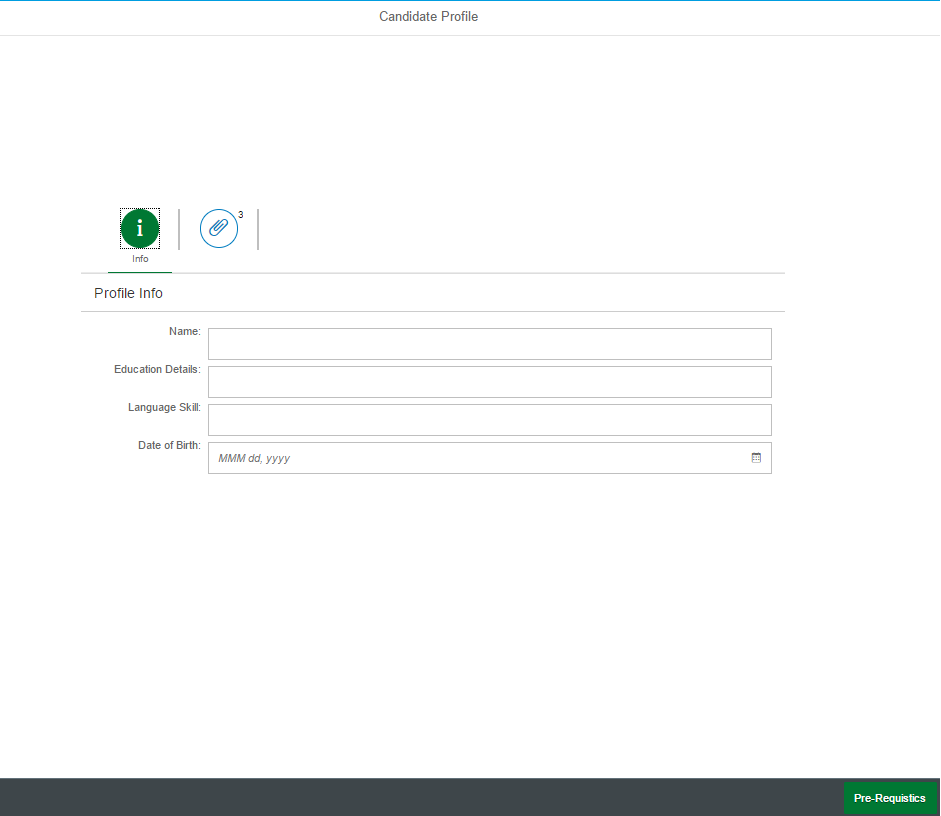 Candidate Profile
i
3
Info
Profile Info
Name:
Education Details:
Language Skill:
Date of Birth:
MMM dd, yyyy
Pre-Requistics